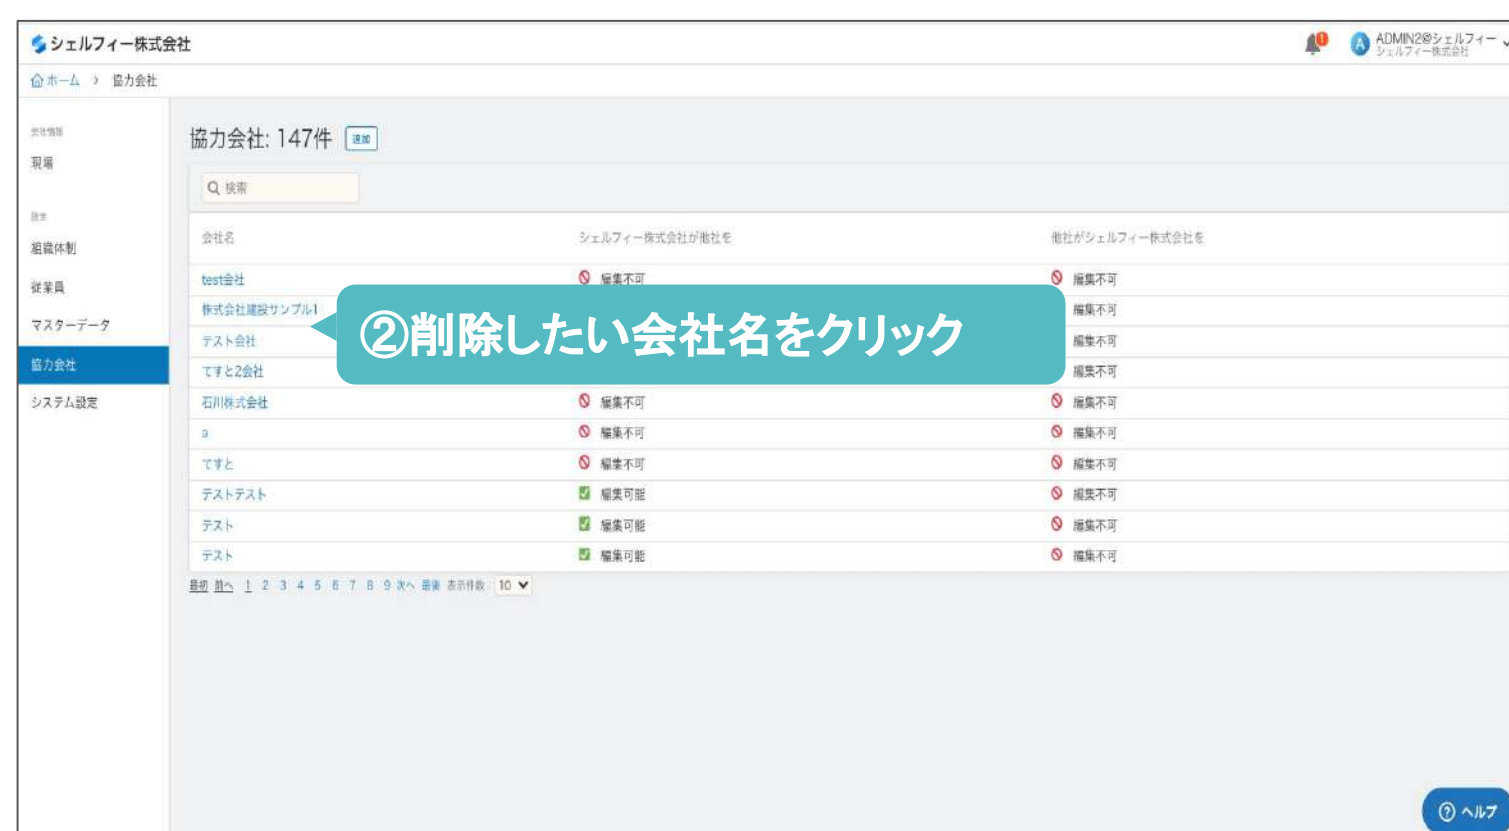 シェルフィー株式会社
1
A
ADMIN2@シェルフィー
シェルフィー株式会社
ホーム > 協力会社
会社情報
現場
設定
組織体制
従業員
マスターデータ
協力会社
システム設定
協力会社: 147件 追加
検索
会社名 シェルフィー株式会社が他社を 他社がシェルフィー株式会社を
test会社 編集不可 編集不可
株式会社建設サンプル1 編集不可
テスト会社 編集不可
てすと2会社 編集不可
②削除したい会社名をクリック
石川株式会社 編集不可 編集不可
a 編集不可 編集不可
てすと 編集不可 編集不可
テストテスト 編集可能 編集不可
テスト 編集可能 編集不可
テスト 編集可能 編集不可
最初 前へ 1 2 3 4 5 6 7 8 9 次へ 最後 表示件数 10
ヘルプ